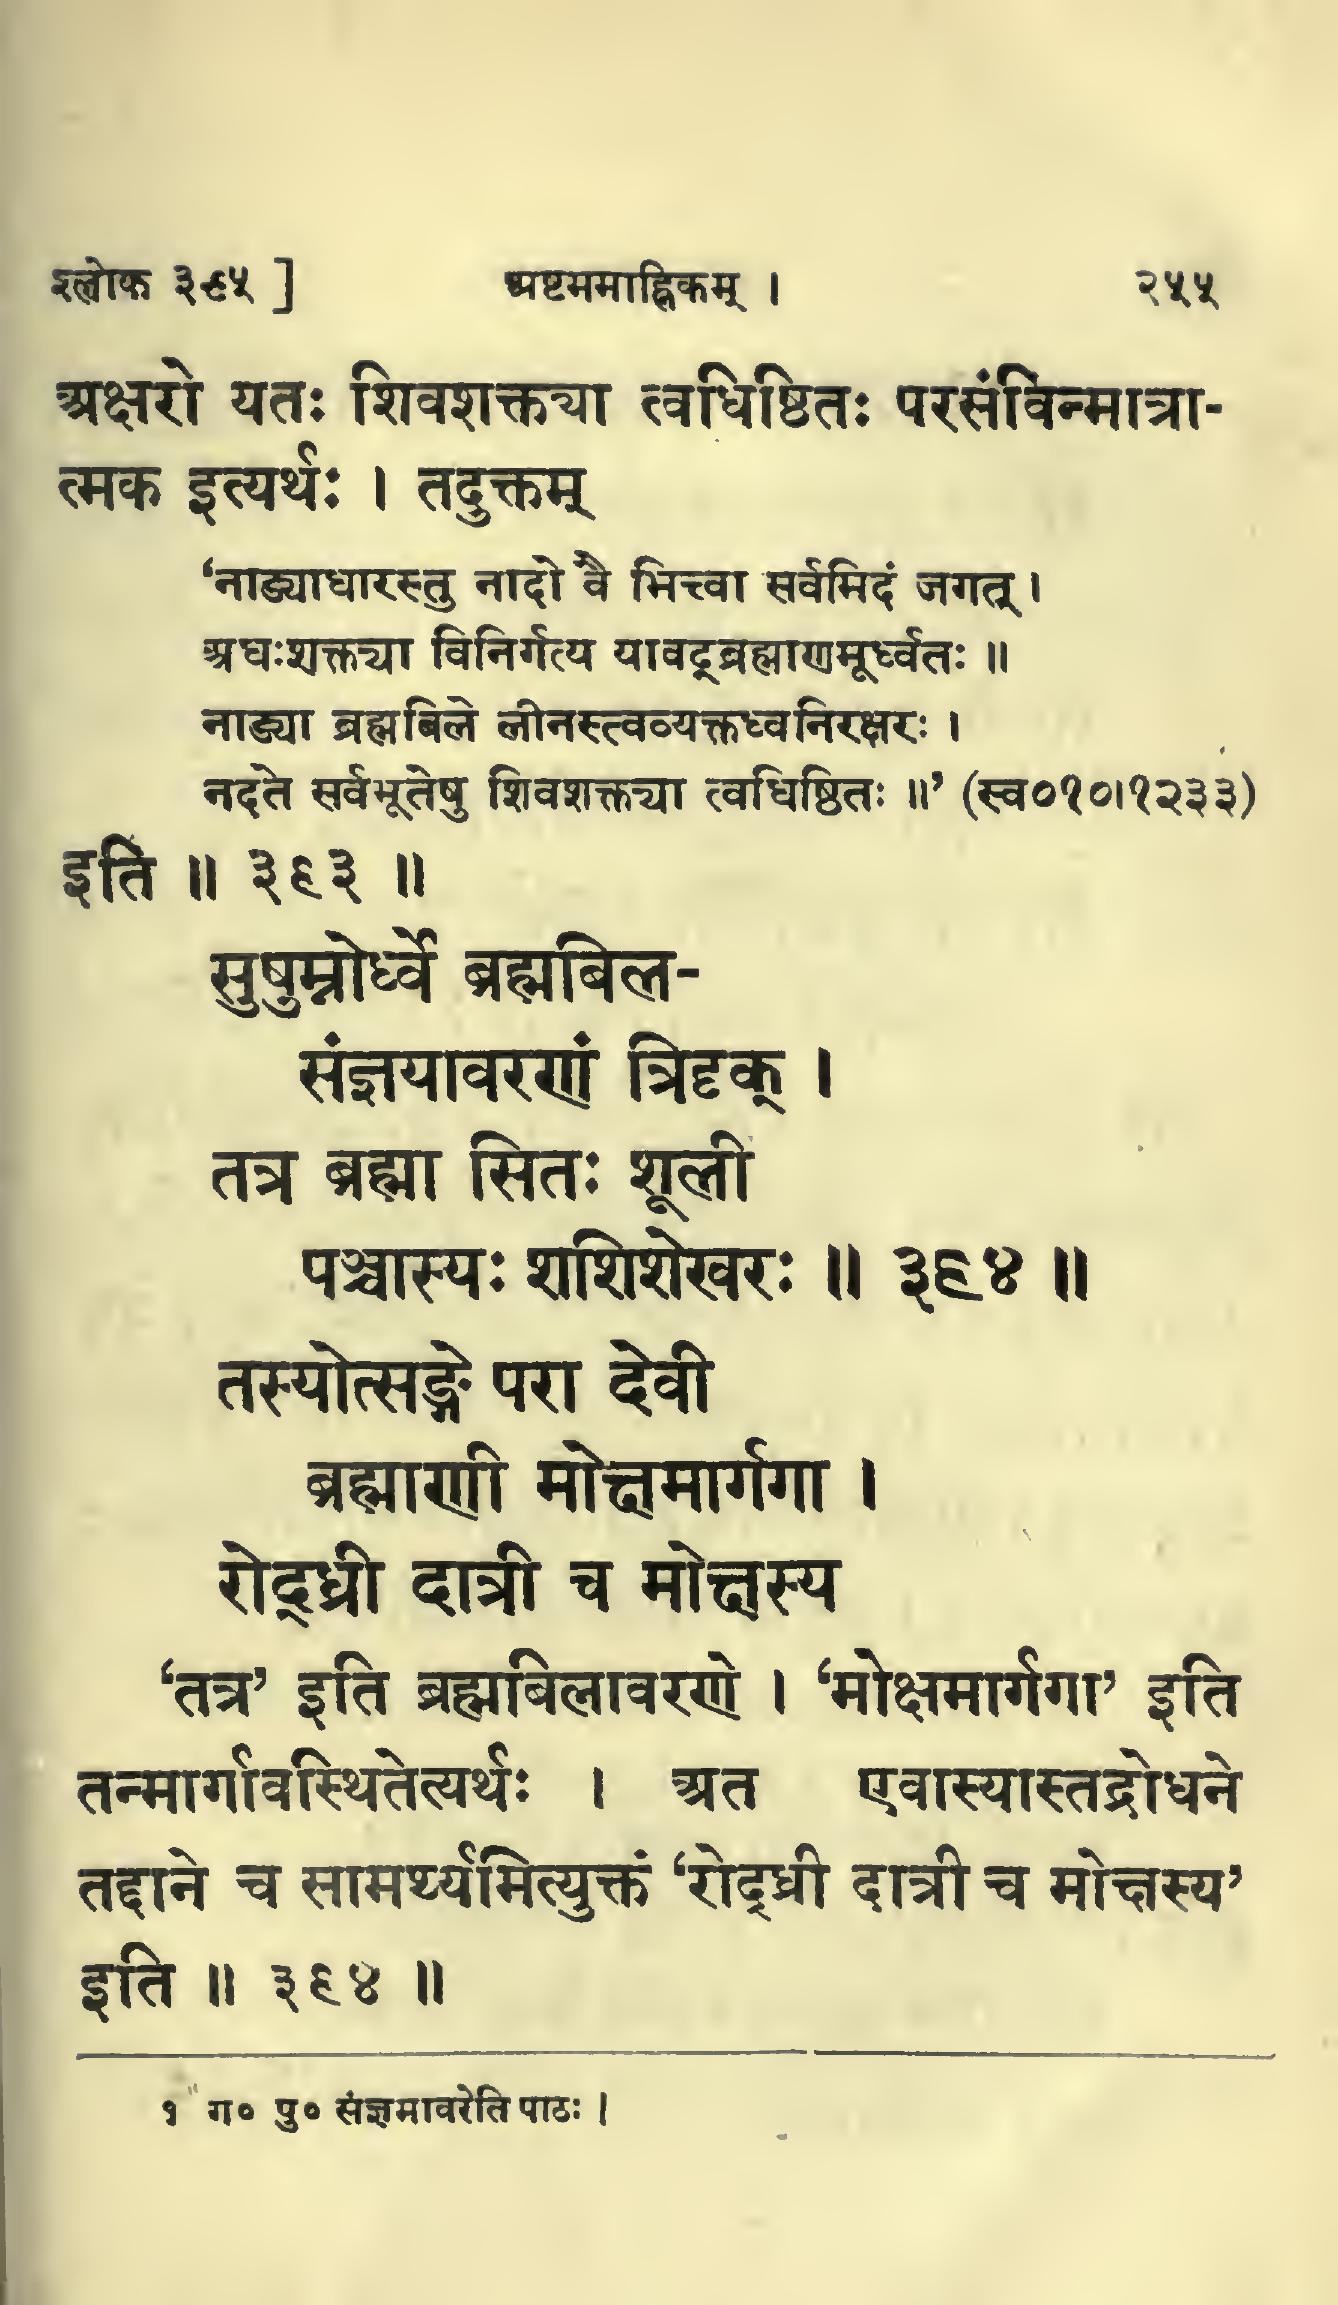 श्लोक ३९५ ] अष्टममाह्निकम् । २५५
अक्षरो यतः शिवशक्त्या त्वधिष्ठितः परसंविन्मात्रा-
त्मक इत्यर्थः । तदुक्तम्
‘नाड्याधारस्तु नादो वै भित्त्वा सर्वमिदं जगत् ।
अधःशक्त्या विनिर्गत्य यावद्ब्रह्माणमूर्ध्वतः ॥
नाड्या ब्रह्मबिले लीनस्त्वव्यक्तध्वनिरक्षरः ।
नदते सर्वभूतेषु शिवशक्त्या त्वधिष्ठितः ॥’ (स्व०१०।१२३३)
इति ॥ ३९३ ॥
सुषुम्नोर्ध्वे ब्रह्मबिल-
संज्ञयावरणं त्रिदृक् ।
तत्र ब्रह्मा सितः शूली
पञ्चास्यः शशिशेखरः ॥ ३९४ ॥
तस्योत्सङ्गे परा देवी
ब्रह्माणी मोक्षमार्गगा ।
रोद्ध्री दात्री च मोक्षस्य
‘तत्र’ इति ब्रह्मबिलावरणे । ‘मोक्षमार्गगा’ इति
तन्मार्गावस्थितेत्यर्थः । अत एवास्यास्तद्रोधने
तद्दाने च सामर्थ्यमित्युक्तं ‘रोद्ध्री दात्री च मोक्षस्य’
इति ॥ ३९४ ॥
१ ग० पु० संज्ञमावरेति पाठः ।